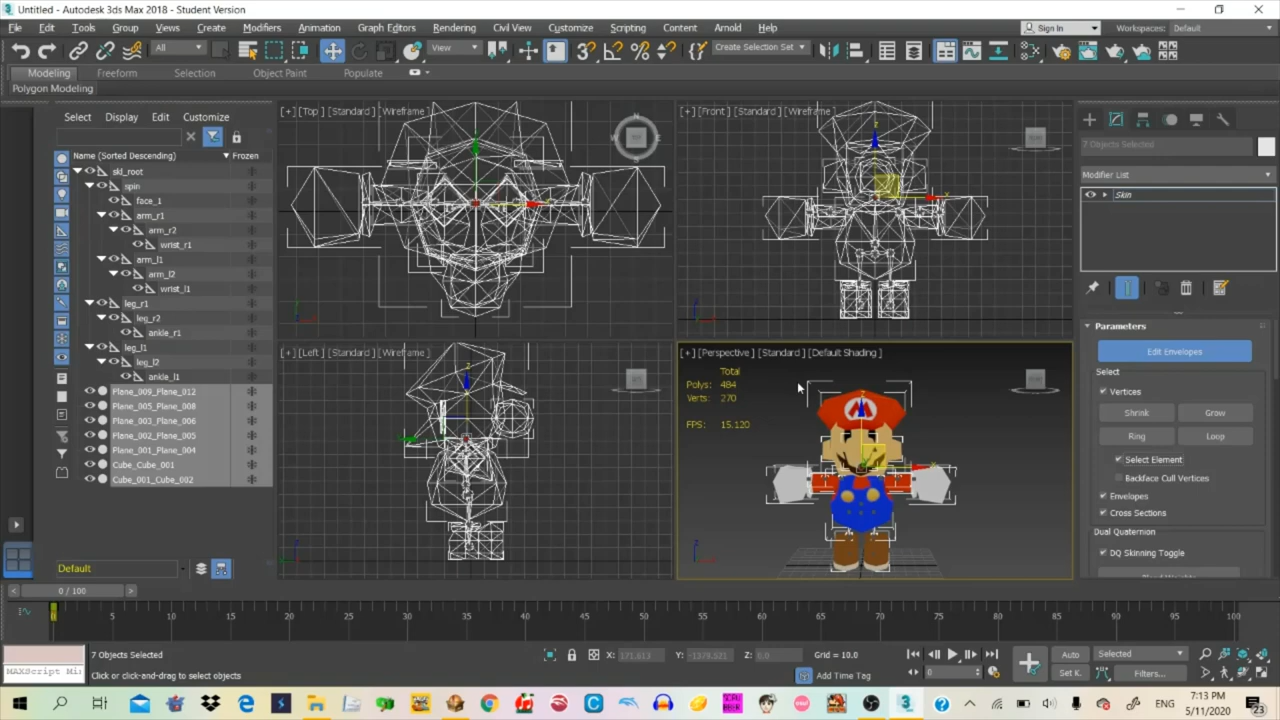 Untitled - Autodesk 3ds Max 2018 - Student Version
File Edit Tools Group Views Create Modifiers Animation Graph Editors Rendering Civil View Customize Scripting Content Arnold Help Sign In Workspaces: Default
All View Create Selection Set
Modeling Freeform Selection Object Paint Populate
Polygon Modeling
Select Display Edit Customize
Name (Sorted Descending) Frozen
skl_root
spin
face_1
arm_r1
arm_r2
wrist_r1
arm_l1
arm_l2
wrist_l1
leg_r1
leg_r2
ankle_r1
leg_l1
leg_l2
ankle_l1
Plane_009_Plane_012
Plane_005_Plane_008
Plane_003_Plane_006
Plane_002_Plane_005
Plane_001_Plane_004
Cube_Cube_001
Cube_001_Cube_002
Default
[+] [Top] [Standard] [Wireframe]
[+] [Front] [Standard] [Wireframe]
[+] [Left] [Standard] [Wireframe]
[+] [Perspective] [Standard] [Default Shading]
Total
Polys: 484
Verts: 270
FPS: 15.120
7 Objects Selected
Modifier List
Skin
Parameters
Edit Envelopes
Select
Vertices
Shrink Grow
Ring Loop
Select Element
Backface Cull Vertices
Envelopes
Cross Sections
Dual Quaternion
DQ Skinning Toggle
0 / 100
0 5 10 15 20 25 30 35 40 45 50 55 60 65 70 75 80 85 90 95 100
7 Objects Selected X: 171.613 Y: -1379.521 Z: 0.0 Grid = 10.0 Auto Selected
MAXScript Mi
Click or click-and-drag to select objects Add Time Tag 0 Set K. Filters...
7:13 PM
5/11/2020
23